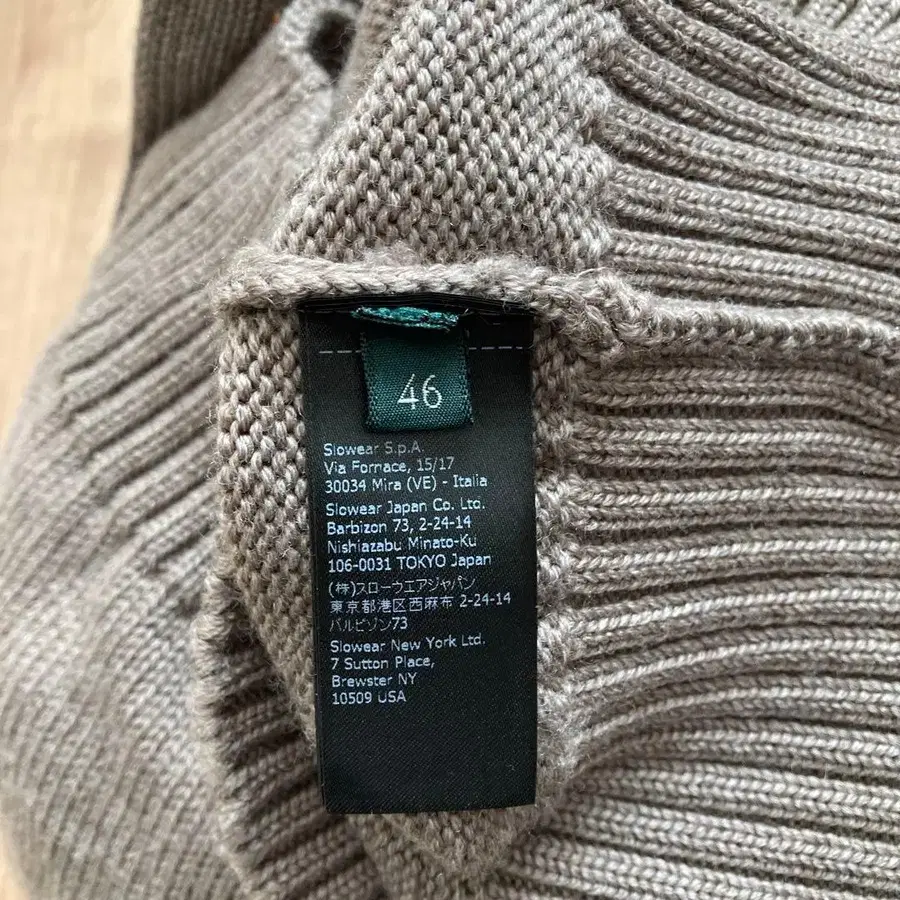 46
Slowear S.p.A.
Via Fornace, 15/17
30034 Mira (VE) - Italia
Slowear Japan Co. Ltd.
Barbizon 73, 2-24-14
Nishiazabu Minato-Ku
106-0031 TOKYO Japan
(株)スローウエアジャパン
東京都港区西麻布 2-24-14
バルビゾン73
Slowear New York Ltd.
7 Sutton Place,
Brewster NY
10509 USA